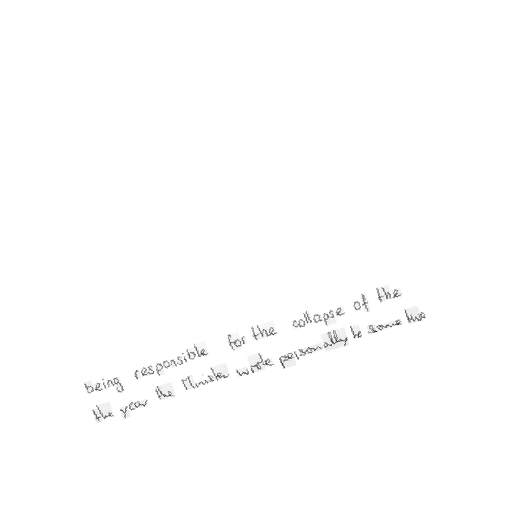 being responsible for the collapse of the
the year the Minister wrote personally to some two